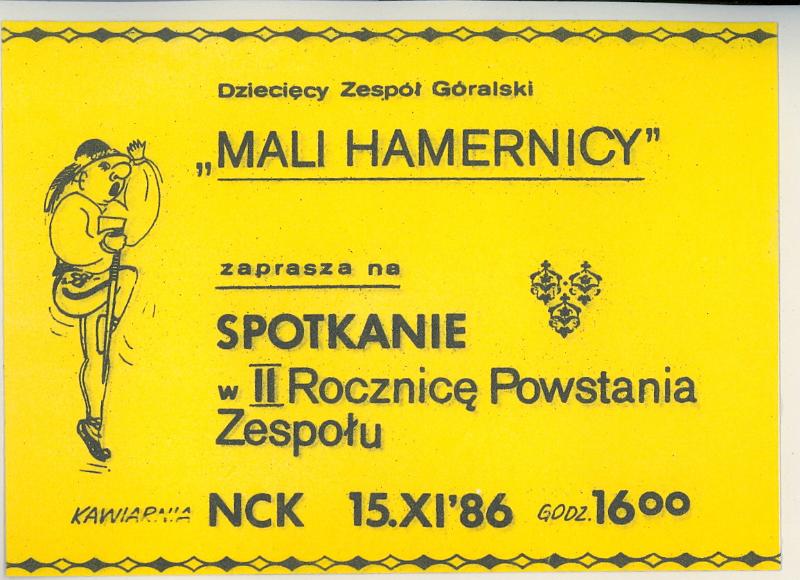 Dziecięcy Zespół Góralski
„MALI HAMERNICY”
zaprasza na
SPOTKANIE
w II Rocznicę Powstania
Zespołu
KAWIARNIA NCK 15.XI'86 GODZ. 16⁰⁰